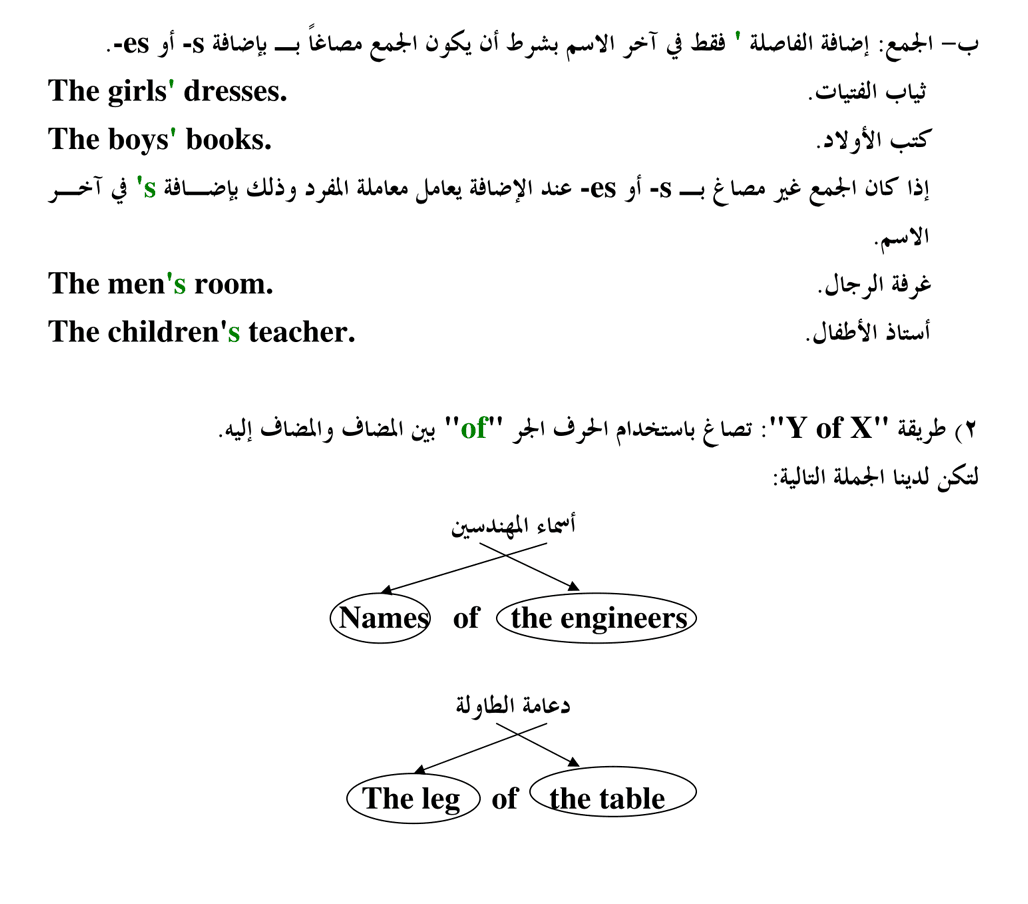 ب– الجمع: إضافة الفاصلة ' فقط في آخر الاسم بشرط أن يكون الجمع مصاغاً بـــ بإضافة s- أو es-.
The girls' dresses. ثياب الفتيات.
The boys' books. كتب الأولاد.
إذا كان الجمع غير مصاغ بـــ s- أو es- عند الإضافة يعامل معاملة المفرد وذلك بإضـــافة s' في آخـــر
الاسم.
The men's room. غرفة الرجال.
The children's teacher. أستاذ الأطفال.
٢) طريقة "Y of X": تصاغ باستخدام الحرف الجر "of" بين المضاف والمضاف إليه.
لتكن لدينا الجملة التالية:
أسماء المهندسين
Names of the engineers
دعامة الطاولة
The leg of the table